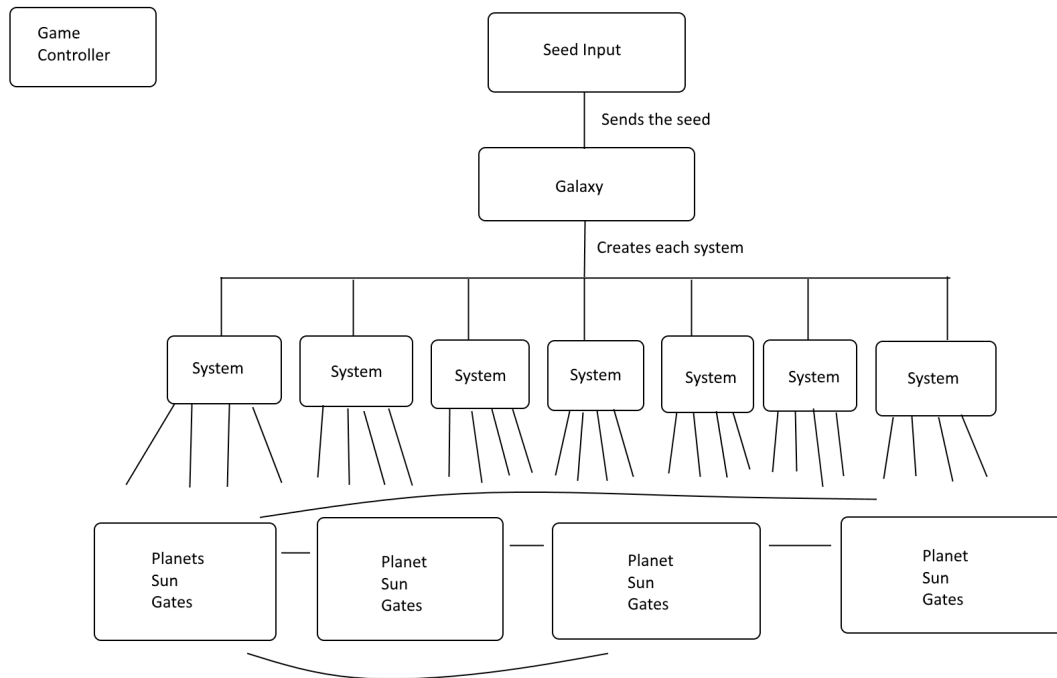 Game
Controller
Seed Input
Sends the seed
Galaxy
Creates each system
System
System
System
System
System
System
System
Planets
Sun
Gates
Planet
Sun
Gates
Planet
Sun
Gates
Planet
Sun
Gates